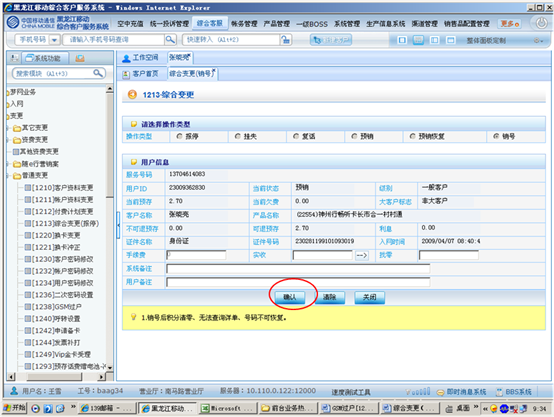 黑龙江移动综合客户服务系统 - Windows Internet Explorer
中国移动通信 CHINA MOBILE 黑龙江移动 综合客户服务系统
空中充值 统一投诉管理 综合客服 帐务管理 产品管理 一级BOSS 系统管理 生产信息系统 渠道管理 销售品配置管理 更多
手机号码 请输入手机号码查询 快速转入 (Alt+2) 整体面板定制
系统功能 工作空间 张晓亮
搜索模块 (Alt+3) 客户首页 综合变更(销号)
梦网业务
入网
变更
其它变更
资费变更
其他资费变更
随e行营销案
普通变更
[1210]客户资料变更
[1211]帐户资料变更
[1212]付费计划变更
[1213]综合变更(报停)
[1220]换卡变更
[1221]换卡冲正
[1230]客户密码修改
[1232]帐户密码修改
[1234]用户密码修改
[1236]二次密码设置
[1238]GSM过户
[1240]呼转设置
[1242]申请备卡
[1244]发票补打
[1249]Vip金卡受理
[1293]预存话费赠电池卡
1213·综合变更
请选择操作类型
操作类型 报停 挂失 复话 预销 预销恢复 销号
用户信息
服务号码 13704614083
用户ID 23009362830 当前状态 预销 级别 一般客户
当前预存 2.70 当前欠费 0.00 大客户标志 非大客户
客户名称 张晓亮 产品名称 (22554)神州行畅听卡长市合一村村通
不可退预存 0.00 可退预存 2.70 利息 0.00
证件名称 身份证 证件号码 230281199101093019 入网时间 2009/04/07 08:40:4
手续费 实收 --> 找零
系统备注
用户备注
确认 清除 关闭
1.销号后积分清零、无法查询详单、号码不可恢复。
用户名：王雪 工号：baag34 营业厅：南马路营业厅 服务器：10.110.0.122:12000 速度测试工具 即时消息系统 BBS系统
开始 139邮箱 - 黑龙江移动 Microsoft 前台业务热 GSM过户[12 综合变更[ 桌面 9:34